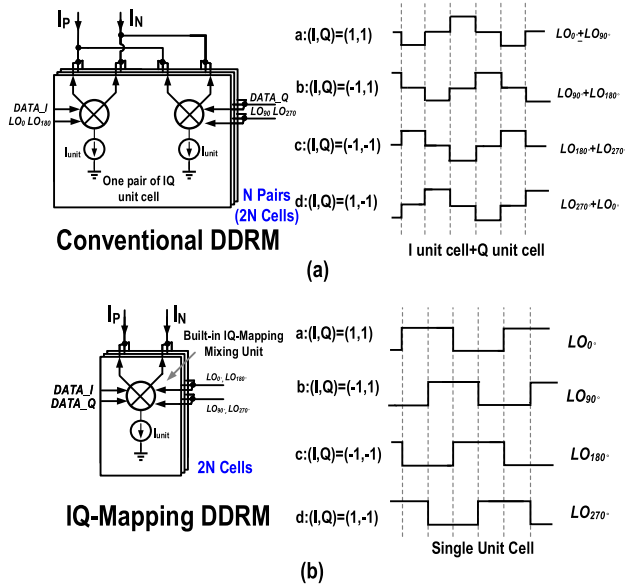 I_P I_N
DATA_I
LO_0 LO_180
DATA_Q
LO_90 LO_270
I_unit I_unit
One pair of IQ
unit cell
N Pairs
(2N Cells)
Conventional DDRM
a:(I,Q)=(1,1) LO_0°+LO_90°
b:(I,Q)=(-1,1) LO_90°+LO_180°
c:(I,Q)=(-1,-1) LO_180°+LO_270°
d:(I,Q)=(1,-1) LO_270°+LO_0°
I unit cell+Q unit cell
(a)
I_P I_N
Built-in IQ-Mapping
Mixing Unit
DATA_I
DATA_Q
LO_0°, LO_180°
LO_90°, LO_270°
I_unit
2N Cells
IQ-Mapping DDRM
a:(I,Q)=(1,1) LO_0°
b:(I,Q)=(-1,1) LO_90°
c:(I,Q)=(-1,-1) LO_180°
d:(I,Q)=(1,-1) LO_270°
Single Unit Cell
(b)